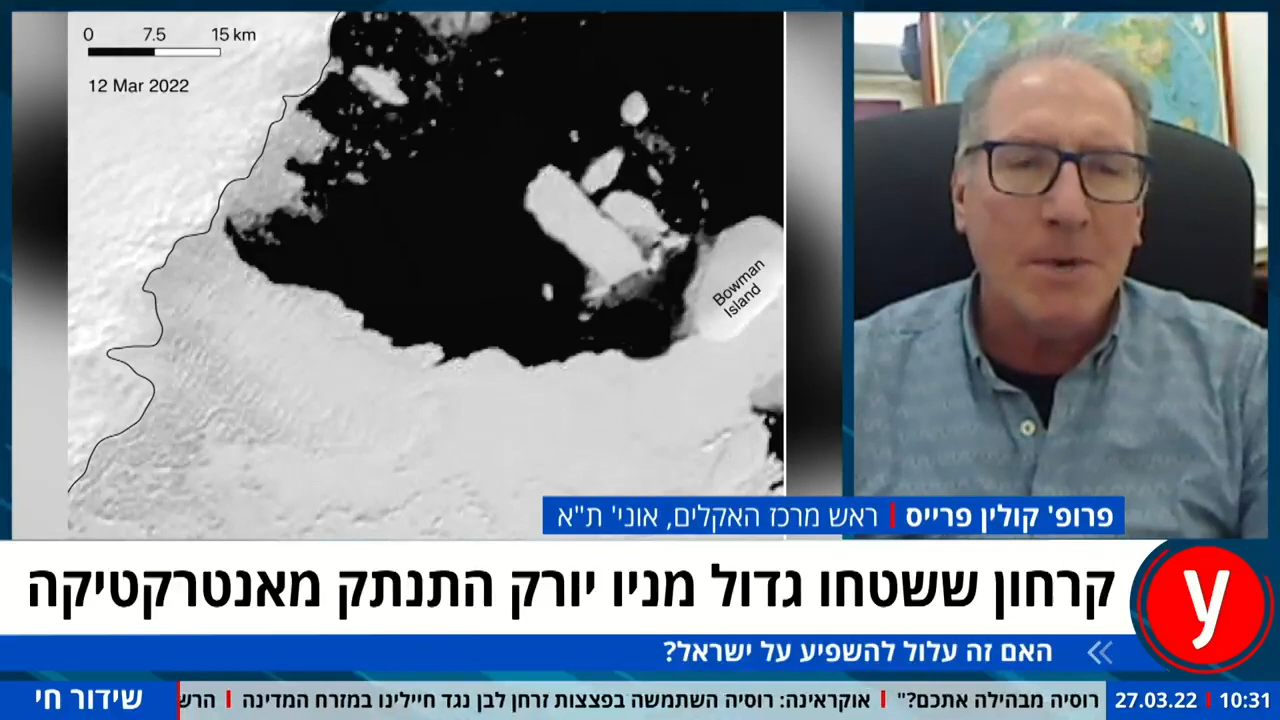 0 7.5 15 km
12 Mar 2022
Bowman
Island
פרופ' קולין פרייס | ראש מרכז האקלים, אוני' ת"א
קרחון ששטחו גדול מניו יורק התנתק מאנטרקטיקה
y
האם זה עלול להשפיע על ישראל?
10:31 | 27.03.22
רוסיה מבהילה אתכם?" | אוקראינה: רוסיה השתמשה בפצצות זרחן לבן נגד חיילינו במזרח המדינה | הרש
שידור חי